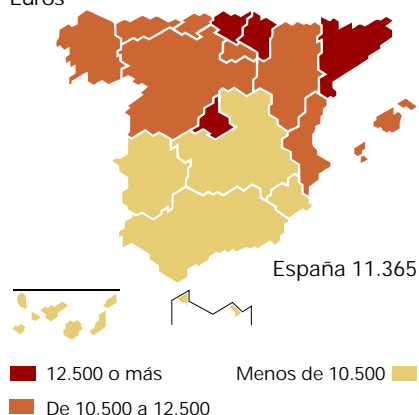 Euros
España 11.365
12.500 o más
Menos de 10.500
De 10.500 a 12.500